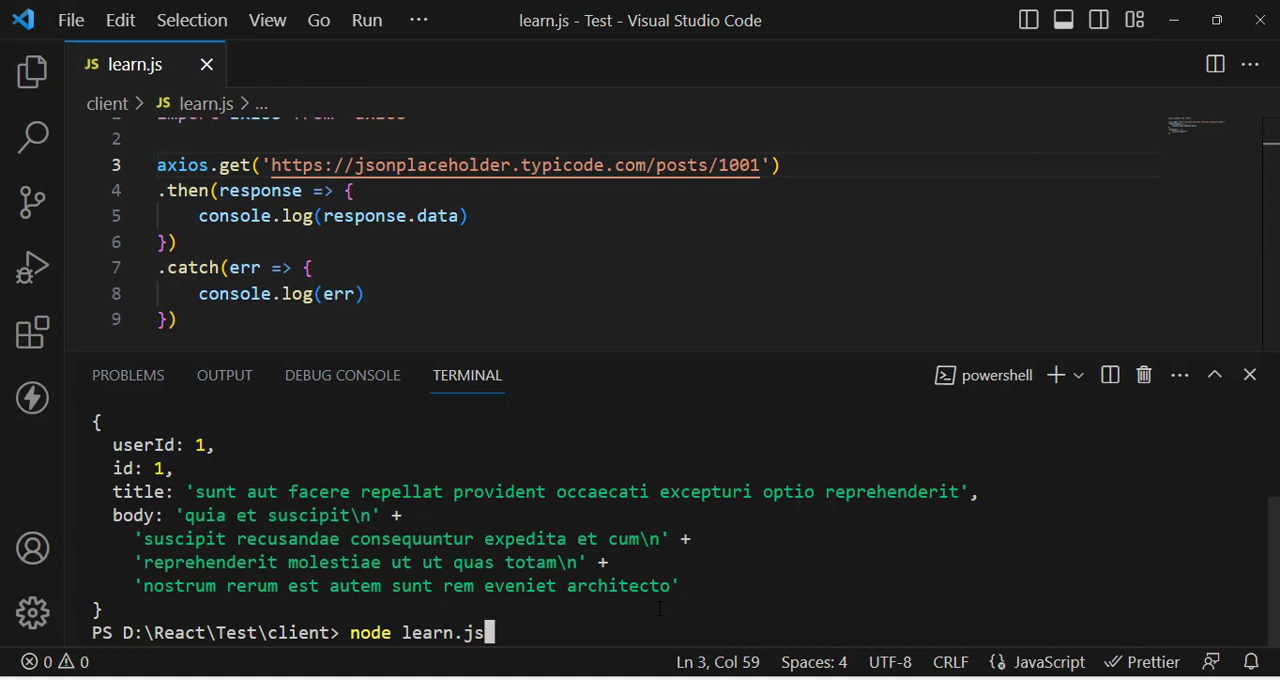 File Edit Selection View Go Run ··· learn.js - Test - Visual Studio Code
JS learn.js
client > JS learn.js > ...
2
3 axios.get('https://jsonplaceholder.typicode.com/posts/1001')
4 .then(response => {
5 console.log(response.data)
6 })
7 .catch(err => {
8 console.log(err)
9 })
PROBLEMS OUTPUT DEBUG CONSOLE TERMINAL powershell
{
userId: 1,
id: 1,
title: 'sunt aut facere repellat provident occaecati excepturi optio reprehenderit',
body: 'quia et suscipit\n' +
'suscipit recusandae consequuntur expedita et cum\n' +
'reprehenderit molestiae ut ut quas totam\n' +
'nostrum rerum est autem sunt rem eveniet architecto'
}
PS D:\React\Test\client> node learn.js
0 0 Ln 3, Col 59 Spaces: 4 UTF-8 CRLF {} JavaScript Prettier